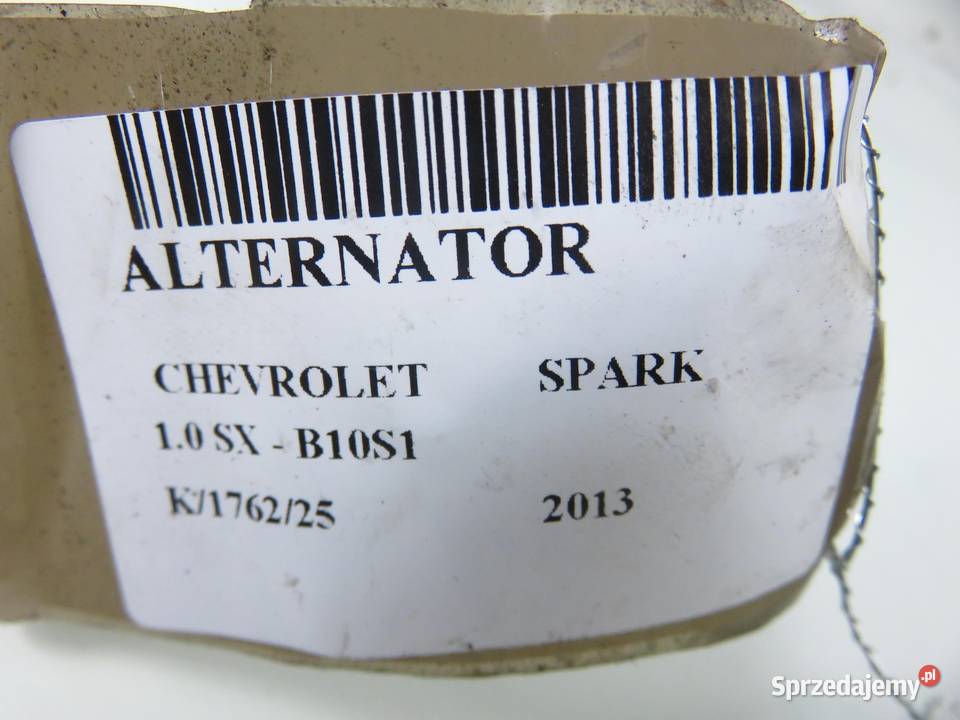 ALTERNATOR
CHEVROLET SPARK
1.0 SX - B10S1
K/1762/25 2013
Sprzedajemy.pl